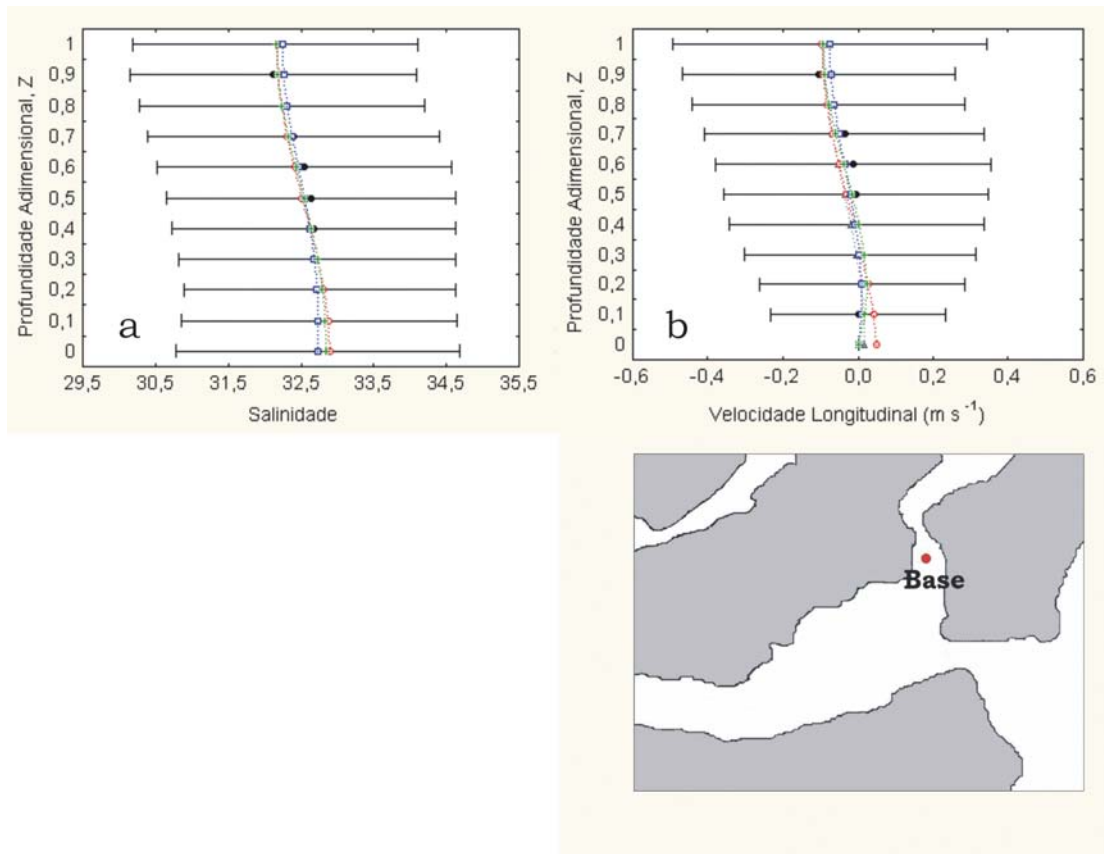 Profundidade Adimensional, Z
1
0,9
0,8
0,7
0,6
0,5
0,4
0,3
0,2
0,1
0
a
29,5 30,5 31,5 32,5 33,5 34,5 35,5
Salinidade
Profundidade Adimensional, Z
1
0,9
0,8
0,7
0,6
0,5
0,4
0,3
0,2
0,1
0
b
-0,6 -0,4 -0,2 0,0 0,2 0,4 0,6
Velocidade Longitudinal (m s⁻¹)
Base